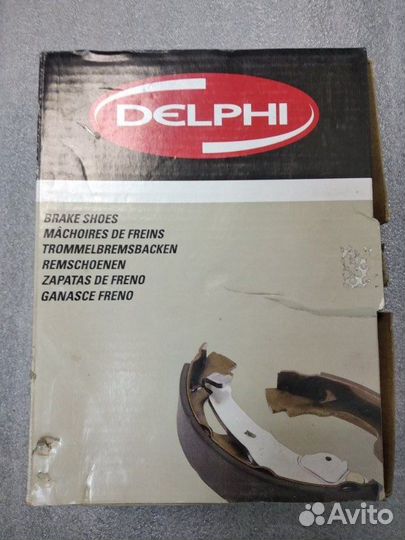 DELPHI
BRAKE SHOES
MÂCHOIRES DE FREINS
TROMMELBREMSBACKEN
REMSCHOENEN
ZAPATAS DE FRENO
GANASCE FRENO
Avito